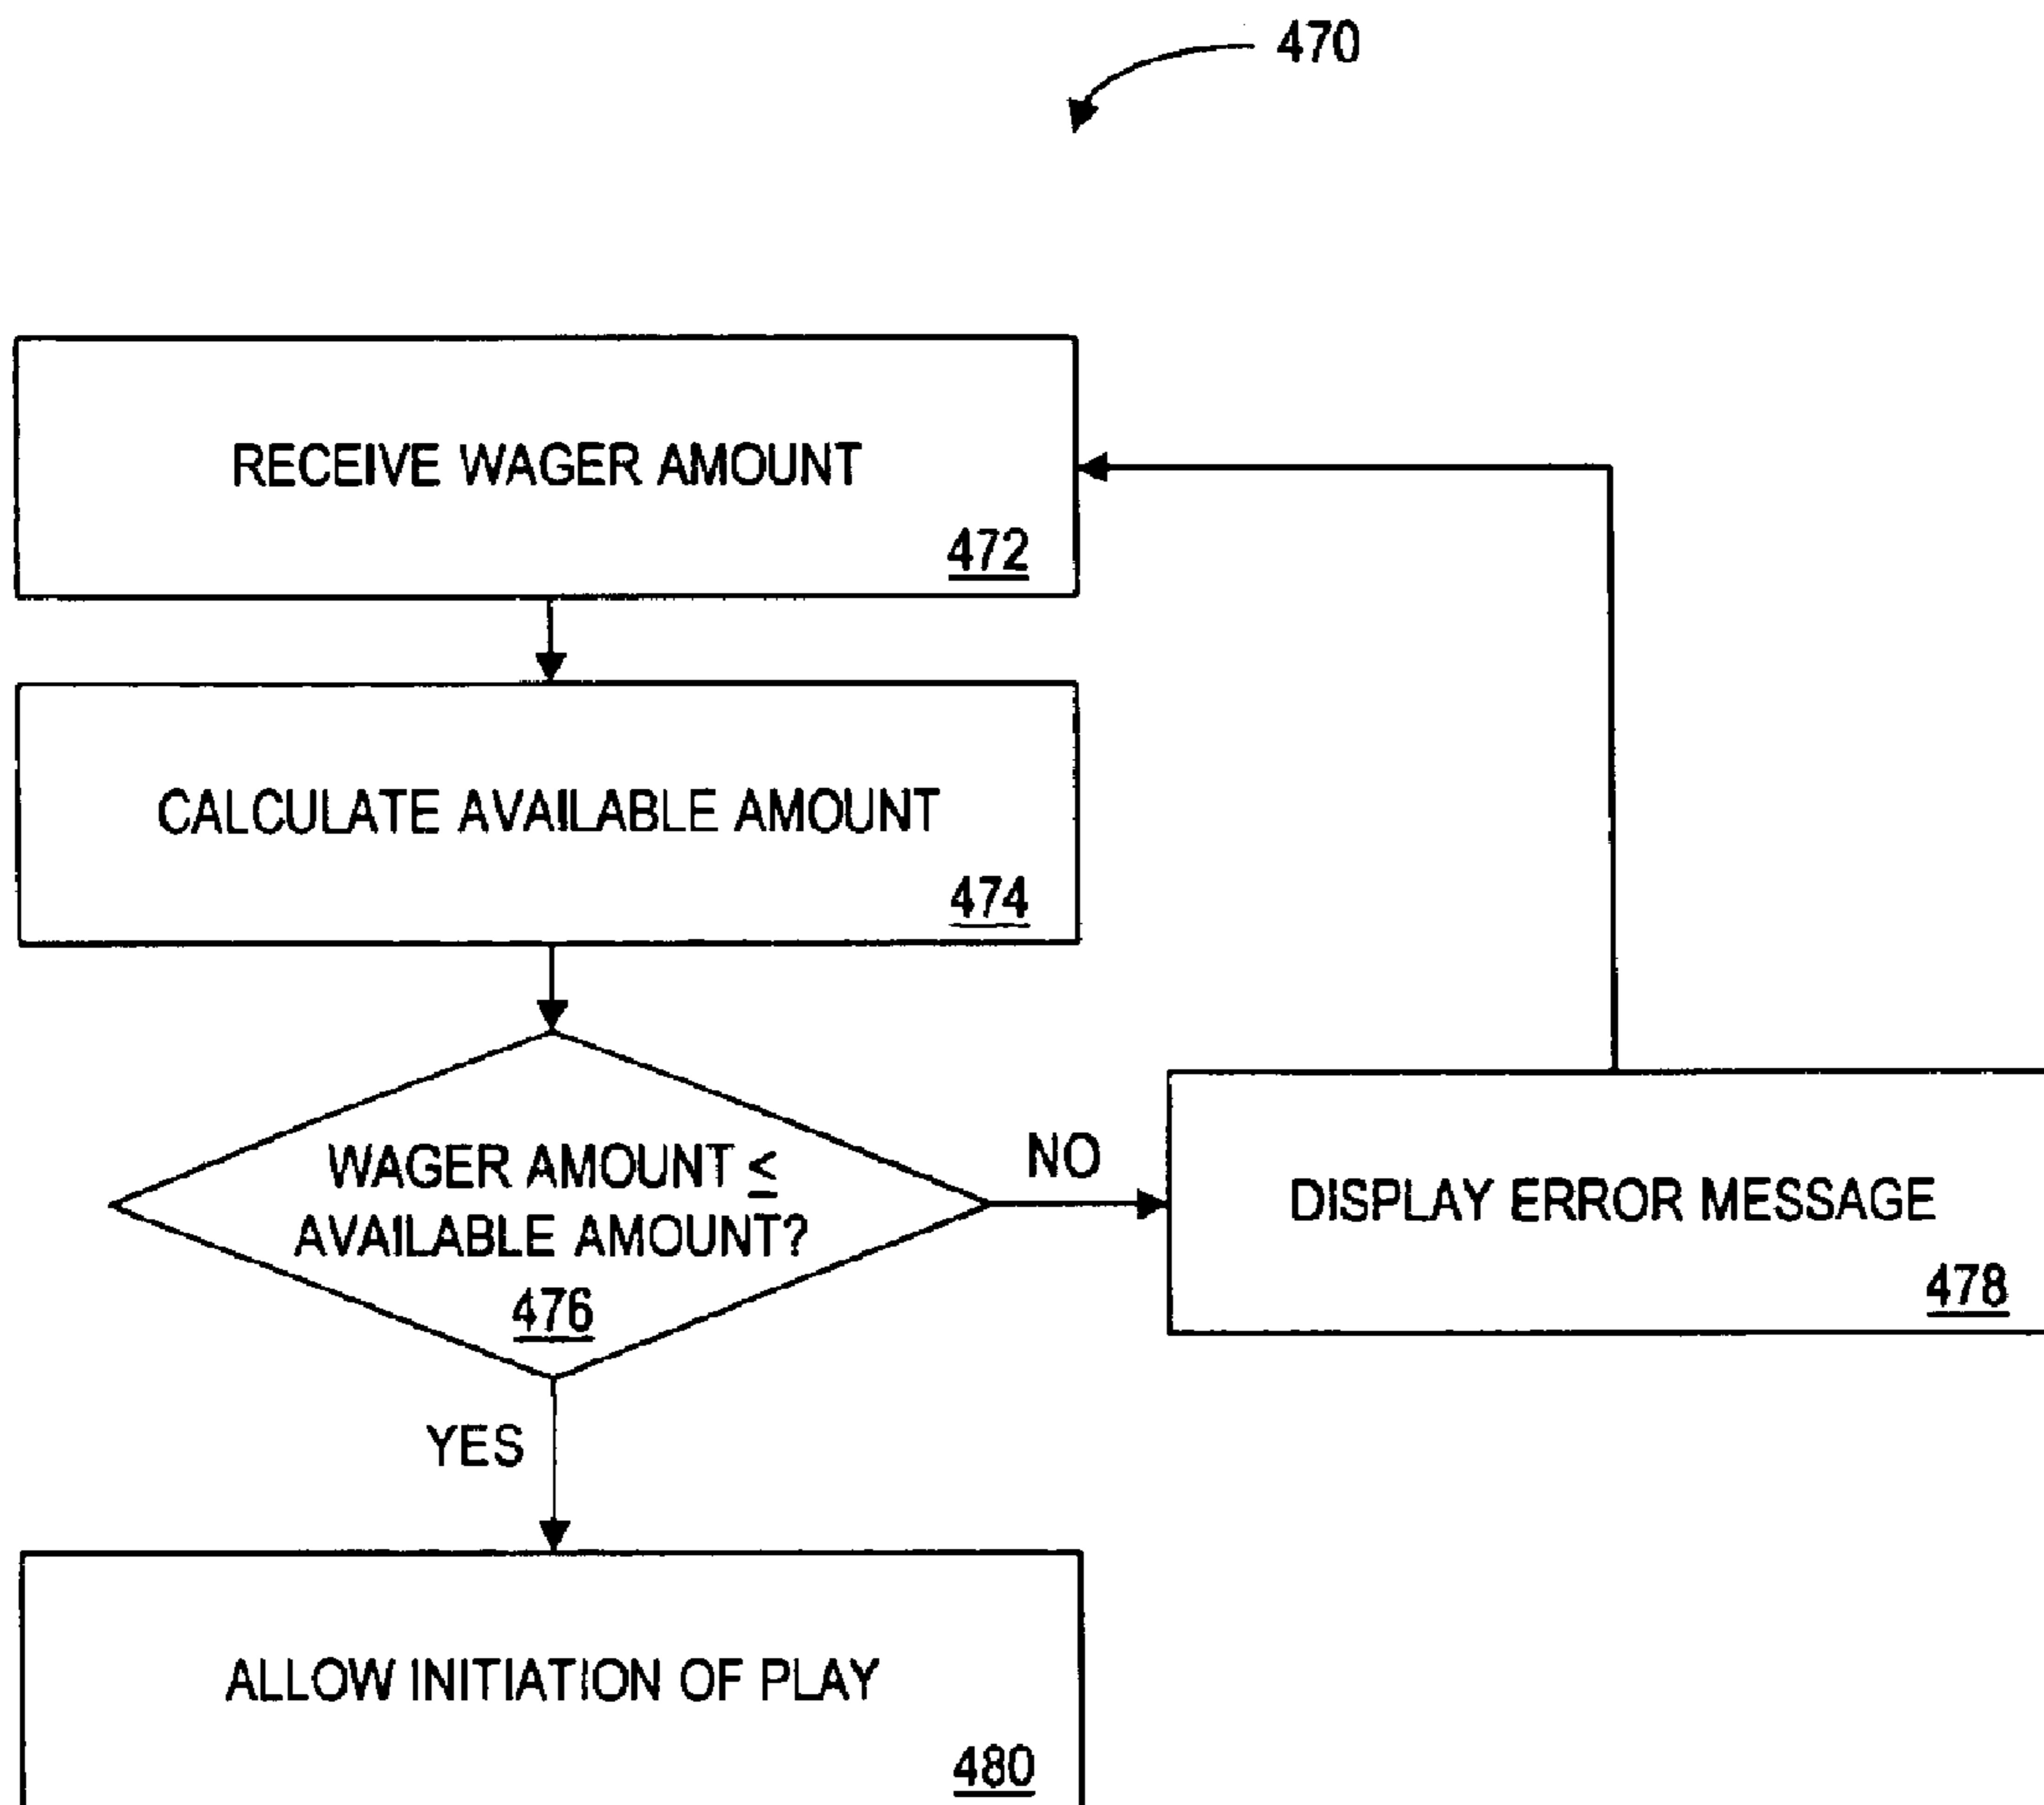 470
RECEIVE WAGER AMOUNT
472
CALCULATE AVAILABLE AMOUNT
474
WAGER AMOUNT ≤
AVAILABLE AMOUNT?
476
NO
DISPLAY ERROR MESSAGE
478
YES
ALLOW INITIATION OF PLAY
480